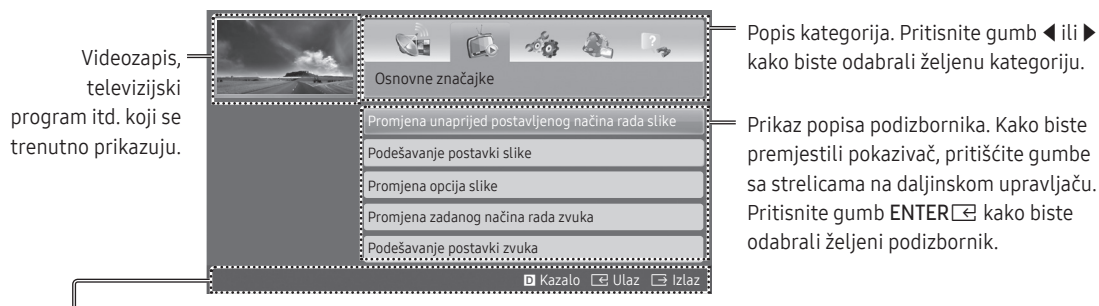 Videozapis,
televizijski
program itd. koji se
trenutno prikazuju.
Osnovne značajke
Promjena unaprijed postavljenog načina rada slike
Podešavanje postavki slike
Promjena opcija slike
Promjena zadanog načina rada zvuka
Podešavanje postavki zvuka
D Kazalo Ulaz Izlaz
Popis kategorija. Pritisnite gumb ◀ ili ▶
kako biste odabrali željenu kategoriju.
Prikaz popisa podizbornika. Kako biste
premjestili pokazivač, pritišćite gumbe
sa strelicama na daljinskom upravljaču.
Pritisnite gumb ENTER kako biste
odabrali željeni podizbornik.